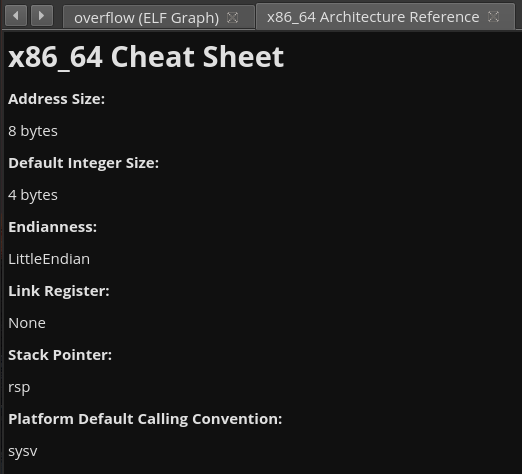 overflow (ELF Graph)
x86_64 Architecture Reference
x86_64 Cheat Sheet
Address Size:
8 bytes
Default Integer Size:
4 bytes
Endianness:
LittleEndian
Link Register:
None
Stack Pointer:
rsp
Platform Default Calling Convention:
sysv